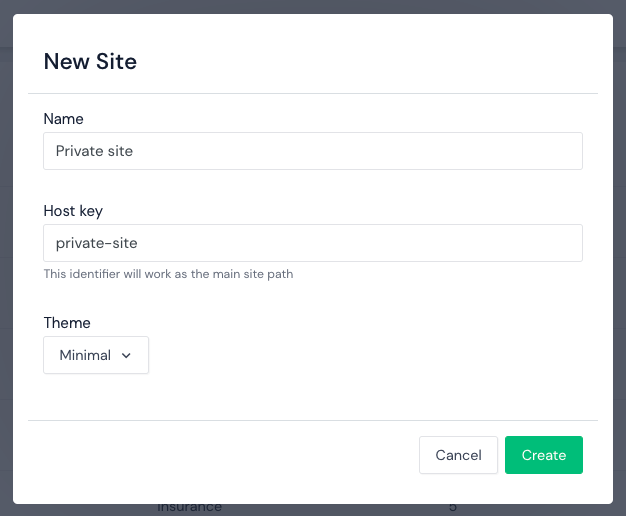 New Site
Name
Private site
Host key
private-site
This identifier will work as the main site path
Theme
Minimal
Cancel Create
Insurance 5